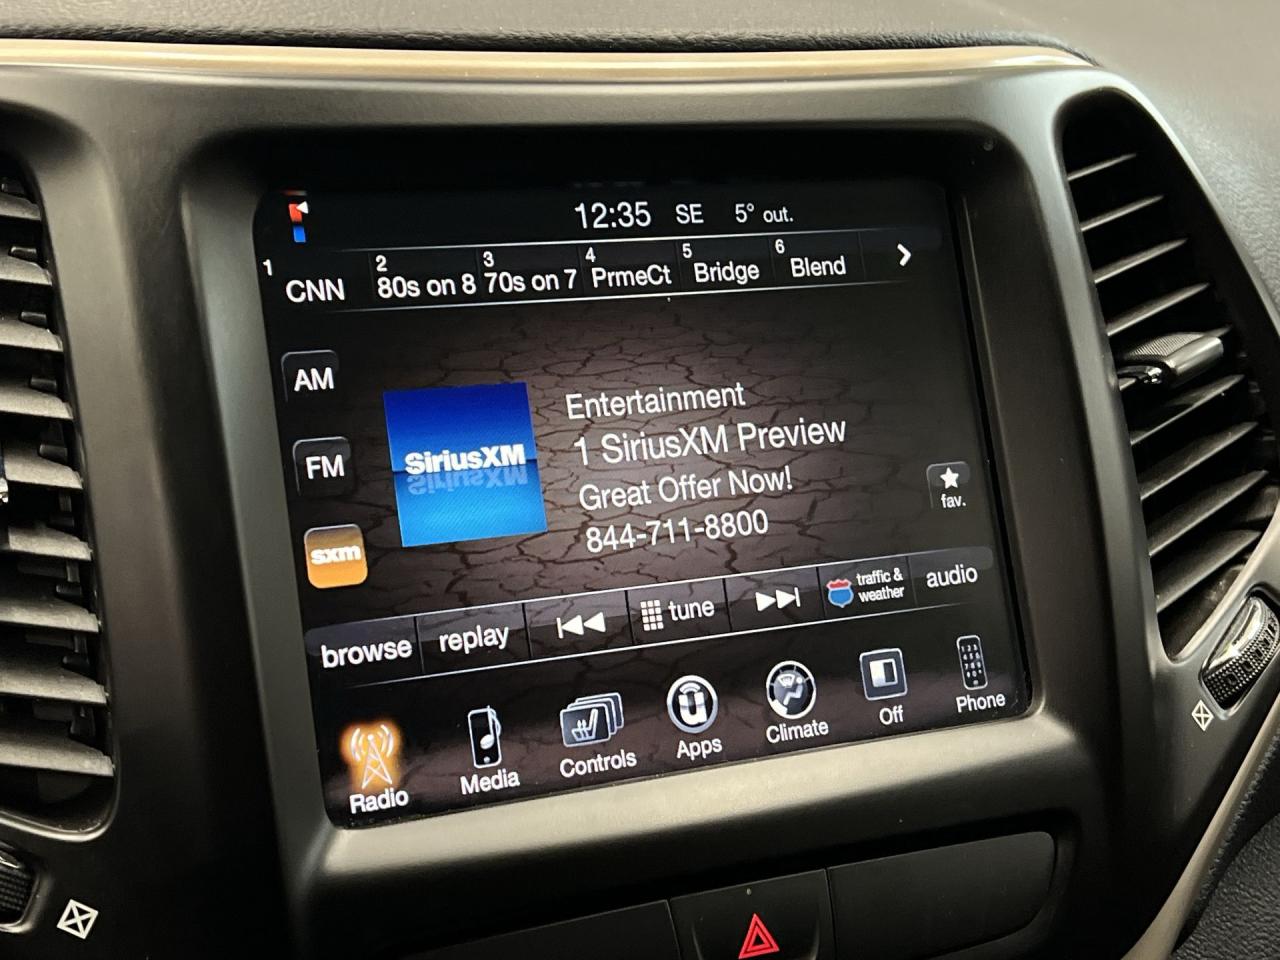 12:35 SE 5° out.
1 CNN 2 80s on 8 3 70s on 7 4 PrmeCt 5 Bridge 6 Blend
AM
FM
sxm
SiriusXM
Entertainment
1 SiriusXM Preview
Great Offer Now!
844-711-8800
fav.
browse replay tune traffic & weather audio
Radio Media Controls Apps Climate Off Phone